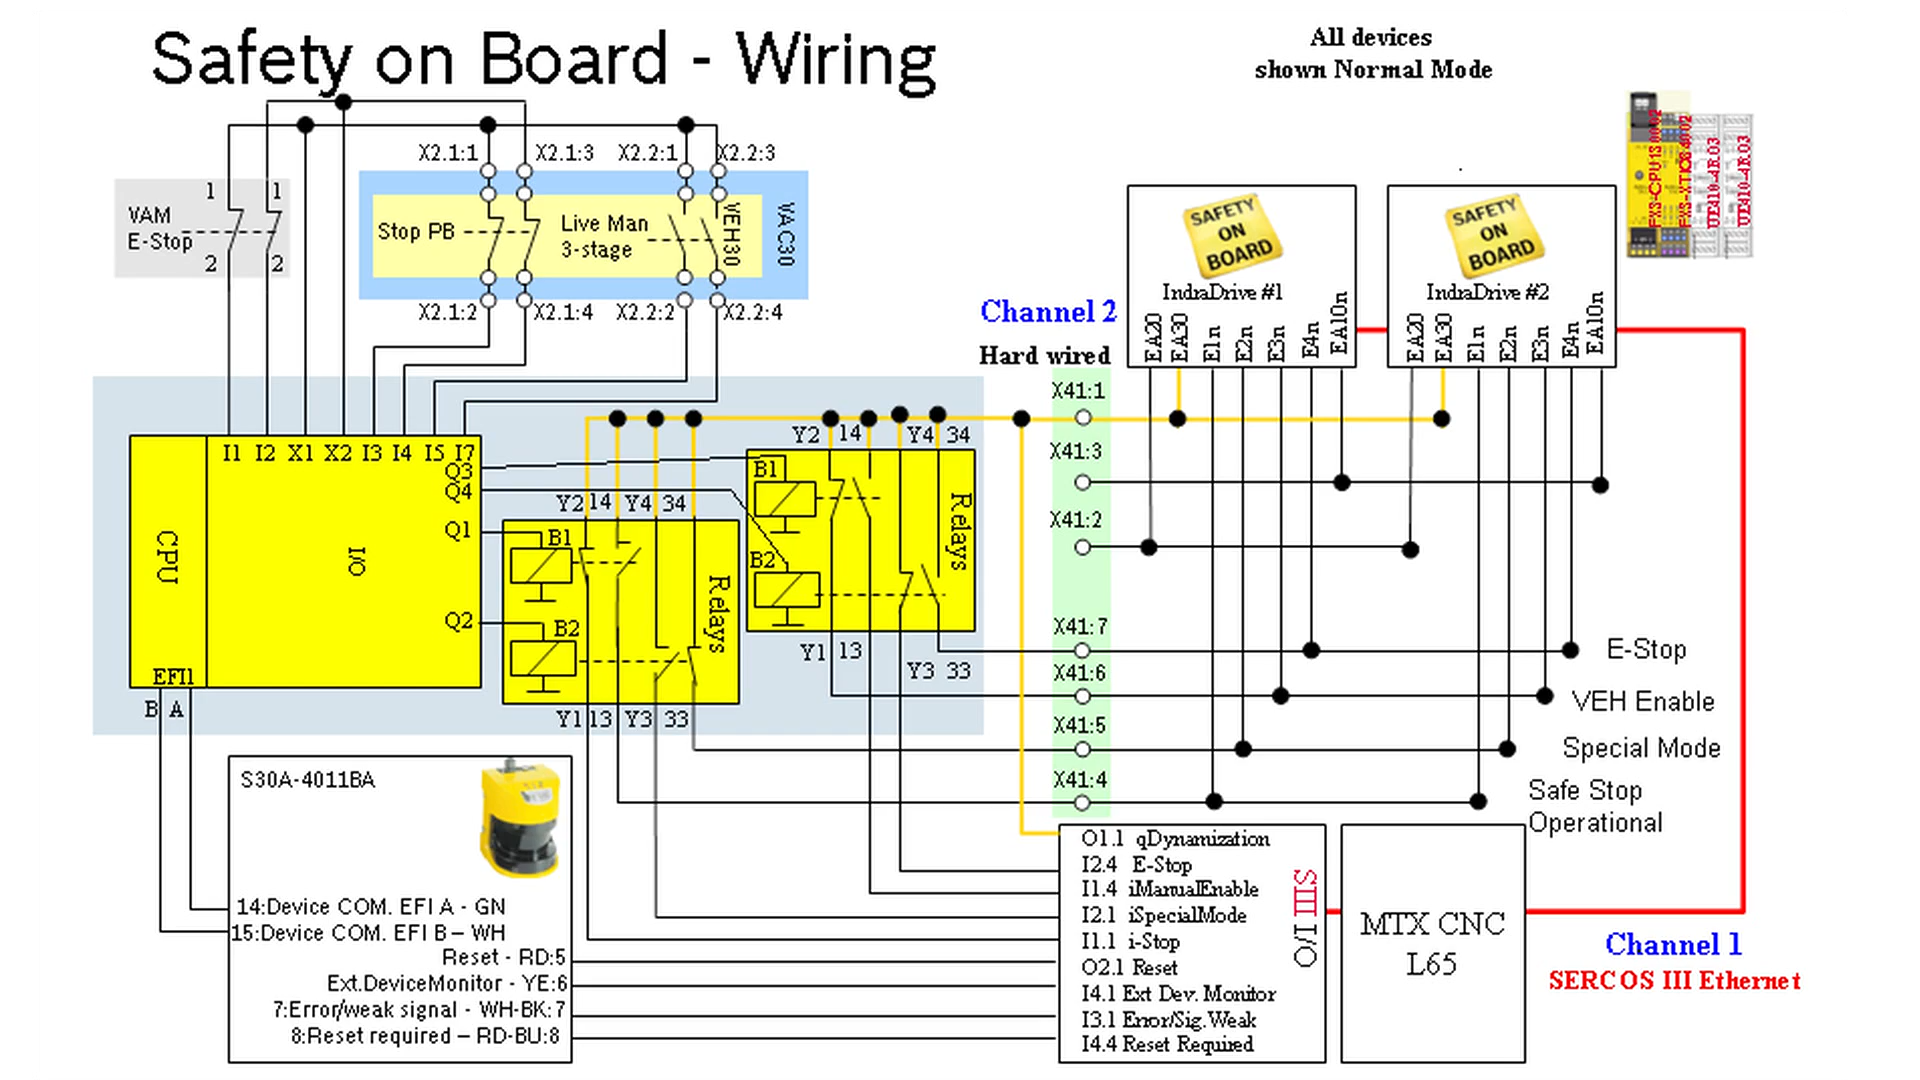 Safety on Board - Wiring
All devices
shown Normal Mode
X2.1:1
X2.1:3
X2.2:1
X2.2:3
VAM
E-Stop
1
1
2
2
Stop PB
Live Man
3-stage
VEH30
VAC30
X2.1:2
X2.1:4
X2.2:2
X2.2:4
SAFETY
ON
BOARD
IndraDrive #1
EA20
EA30
E1n
E2n
E3n
E4n
EA10n
SAFETY
ON
BOARD
IndraDrive #2
EA20
EA30
E1n
E2n
E3n
E4n
EA10n
UE410-4R03
UE410-4R03
Channel 2
Hard wired
X41:1
X41:3
X41:2
X41:7
X41:6
X41:5
X41:4
I1 I2 X1 X2 I3 I4 I5 I7
Q3
Q4
Q1
Q2
CPU
I/O
EFI1
B A
Y2 14 Y4 34
B1
B2
Relays
Y1 13 Y3 33
Y2 14 Y4 34
B1
B2
Relays
Y1 13
Y3 33
E-Stop
VEH Enable
Special Mode
Safe Stop
Operational
S30A-4011BA
14:Device COM. EFI A - GN
15:Device COM. EFI B – WH
Reset - RD:5
Ext.DeviceMonitor - YE:6
7:Error/weak signal - WH-BK:7
8:Reset required – RD-BU:8
O1.1 qDynamization
I2.4 E-Stop
I1.4 iManualEnable
I2.1 iSpecialMode
I1.1 i-Stop
O2.1 Reset
I4.1 Ext Dev. Monitor
I3.1 Error/Sig.Weak
I4.4 Reset Required
I/O SIII
MTX CNC
L65
Channel 1
SERCOS III Ethernet